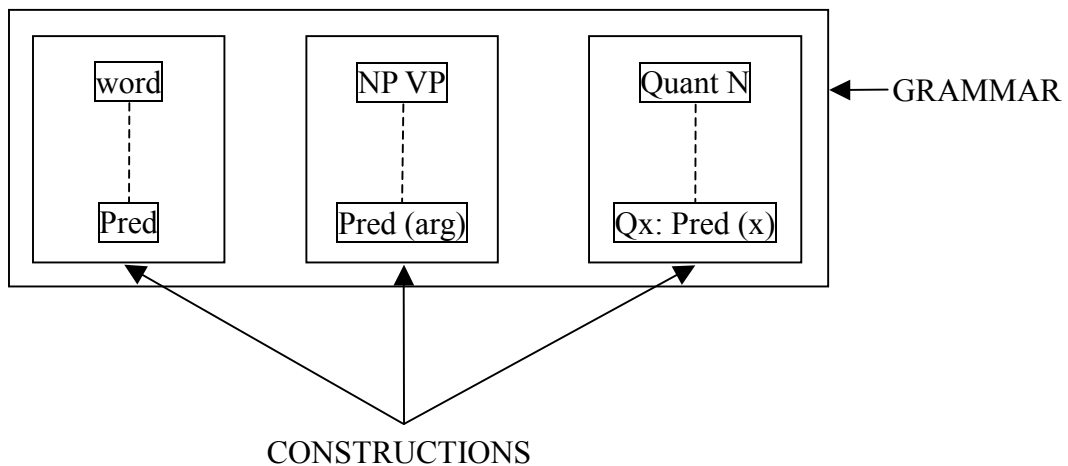 word
NP VP
Quant N
GRAMMAR
Pred
Pred (arg)
Qx: Pred (x)
CONSTRUCTIONS